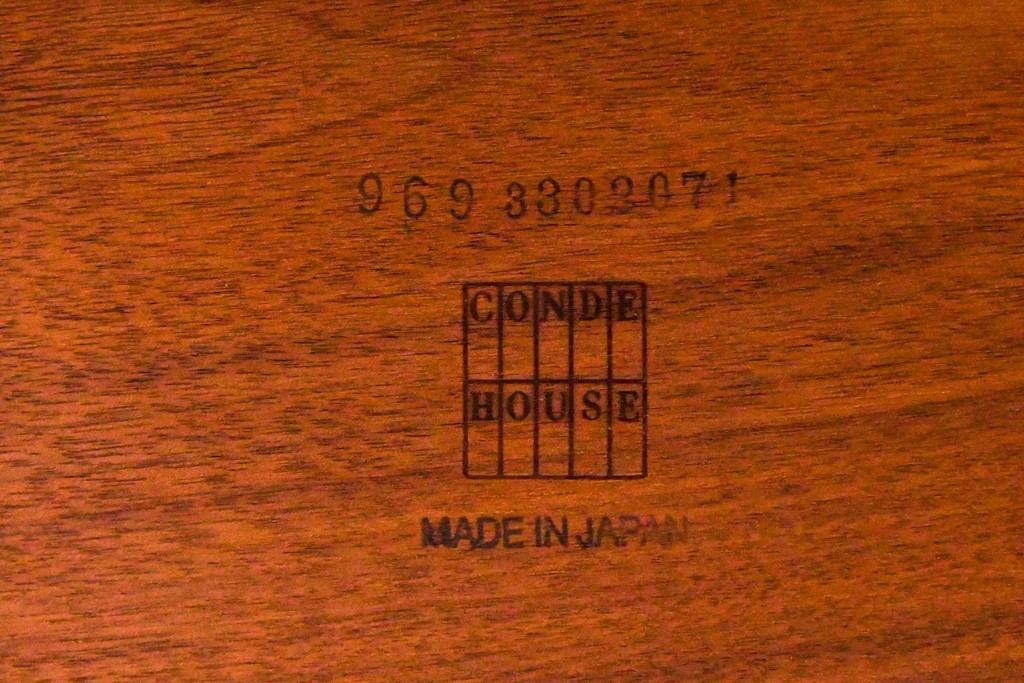 969 3302071
CONDE
HOUSE
MADE IN JAPAN